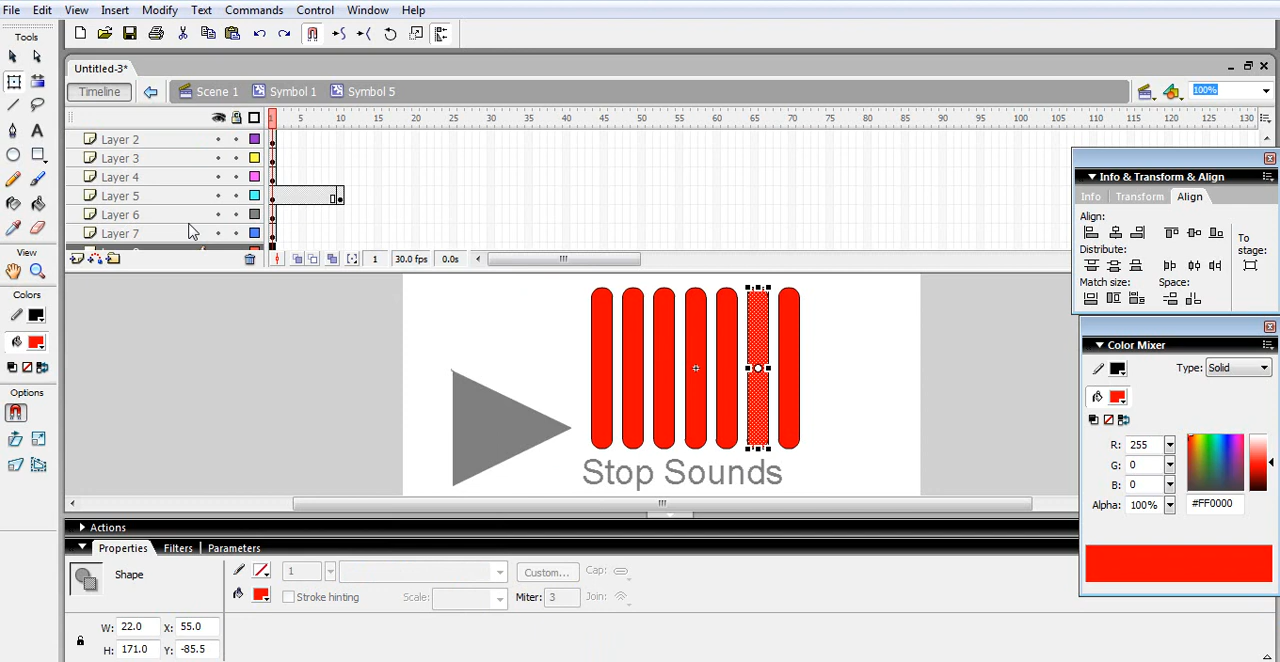 File Edit View Insert Modify Text Commands Control Window Help
Tools
Untitled-3*
Timeline Scene 1 Symbol 1 Symbol 5 100%
1 5 10 15 20 25 30 35 40 45 50 55 60 65 70 75 80 85 90 95 100 105 110 115 120 125 130
Layer 2
Layer 3
Layer 4
Layer 5
Layer 6
Layer 7
1 30.0 fps 0.0s
View
Colors
Options
Info & Transform & Align
Info Transform Align
Align:
Distribute:
Match size: Space:
To stage:
Color Mixer
Type: Solid
R: 255
G: 0
B: 0
Alpha: 100% #FF0000
Stop Sounds
Actions
Properties Filters Parameters
Shape
1 Custom... Cap:
Stroke hinting Scale: Miter: 3 Join:
W: 22.0 X: 55.0
H: 171.0 Y: -85.5